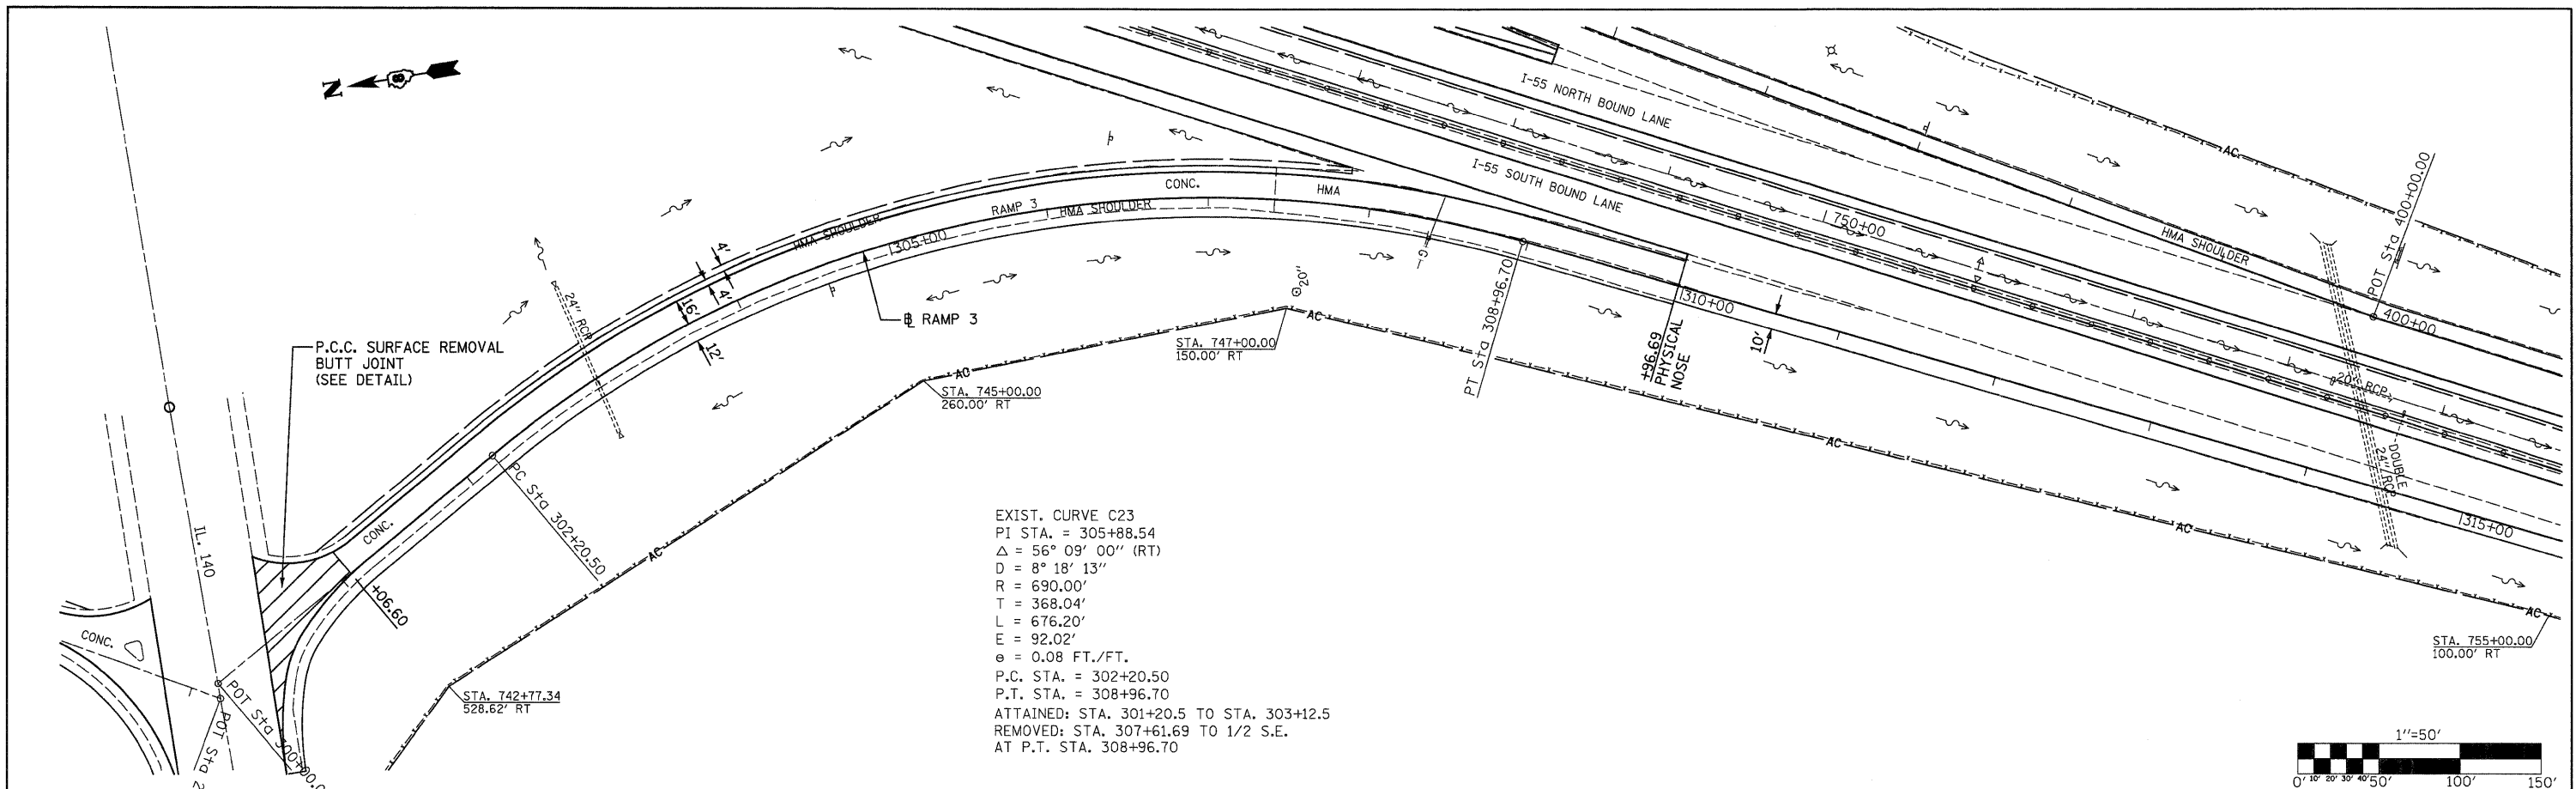 N
I-55 NORTH BOUND LANE
I-55 SOUTH BOUND LANE
AC
POT Sta 400+00.00
400+00
HMA SHOULDER
750+00
CONC.
HMA
RAMP 3
HMA SHOULDER
HMA SHOULDER
305+00
4'
4'
16'
12'
24" RCP
℄ RAMP 3
20"
P.C.C. SURFACE REMOVAL
BUTT JOINT
(SEE DETAIL)
STA. 747+00.00
150.00' RT
AC
STA. 745+00.00
260.00' RT
AC
PT Sta 308+96.70
310+00
+96.69
PHYSICAL
NOSE
10'
20" RCP
DOUBLE
24" RCP
315+00
AC
AC
AC
STA. 755+00.00
100.00' RT
PC Sta 302+20.50
AC
IL. 140
CONC.
+06.60
CONC.
POT Sta 300+00.0
POT Sta 2
STA. 742+77.34
528.62' RT
EXIST. CURVE C23
PI STA. = 305+88.54
Δ = 56° 09' 00" (RT)
D = 8° 18' 13"
R = 690.00'
T = 368.04'
L = 676.20'
E = 92.02'
e = 0.08 FT./FT.
P.C. STA. = 302+20.50
P.T. STA. = 308+96.70
ATTAINED: STA. 301+20.5 TO STA. 303+12.5
REMOVED: STA. 307+61.69 TO 1/2 S.E.
AT P.T. STA. 308+96.70
1"=50'
0' 10' 20' 30' 40' 50' 100' 150'